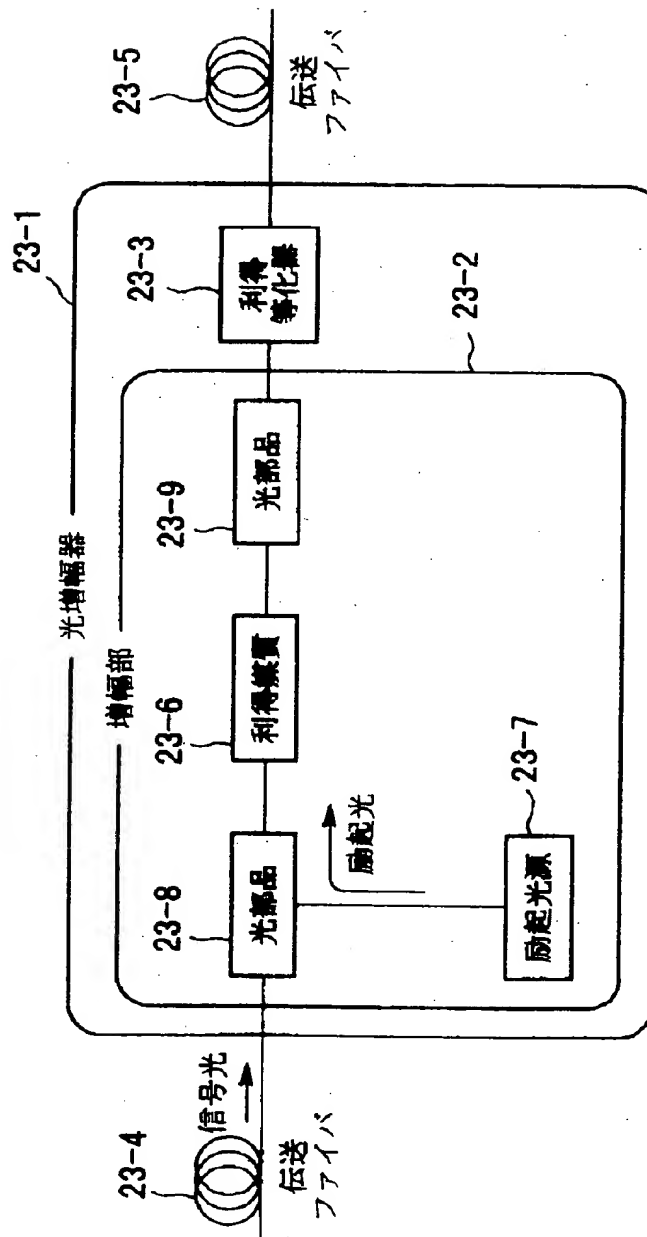 23-1
光増幅器
23-2
増幅部
23-4
信号光
伝送
ファイバ
23-8
光部品
励起光
励起光源
23-7
23-6
利得媒質
23-9
光部品
23-3
利得
等化器
23-5
伝送
ファイバ